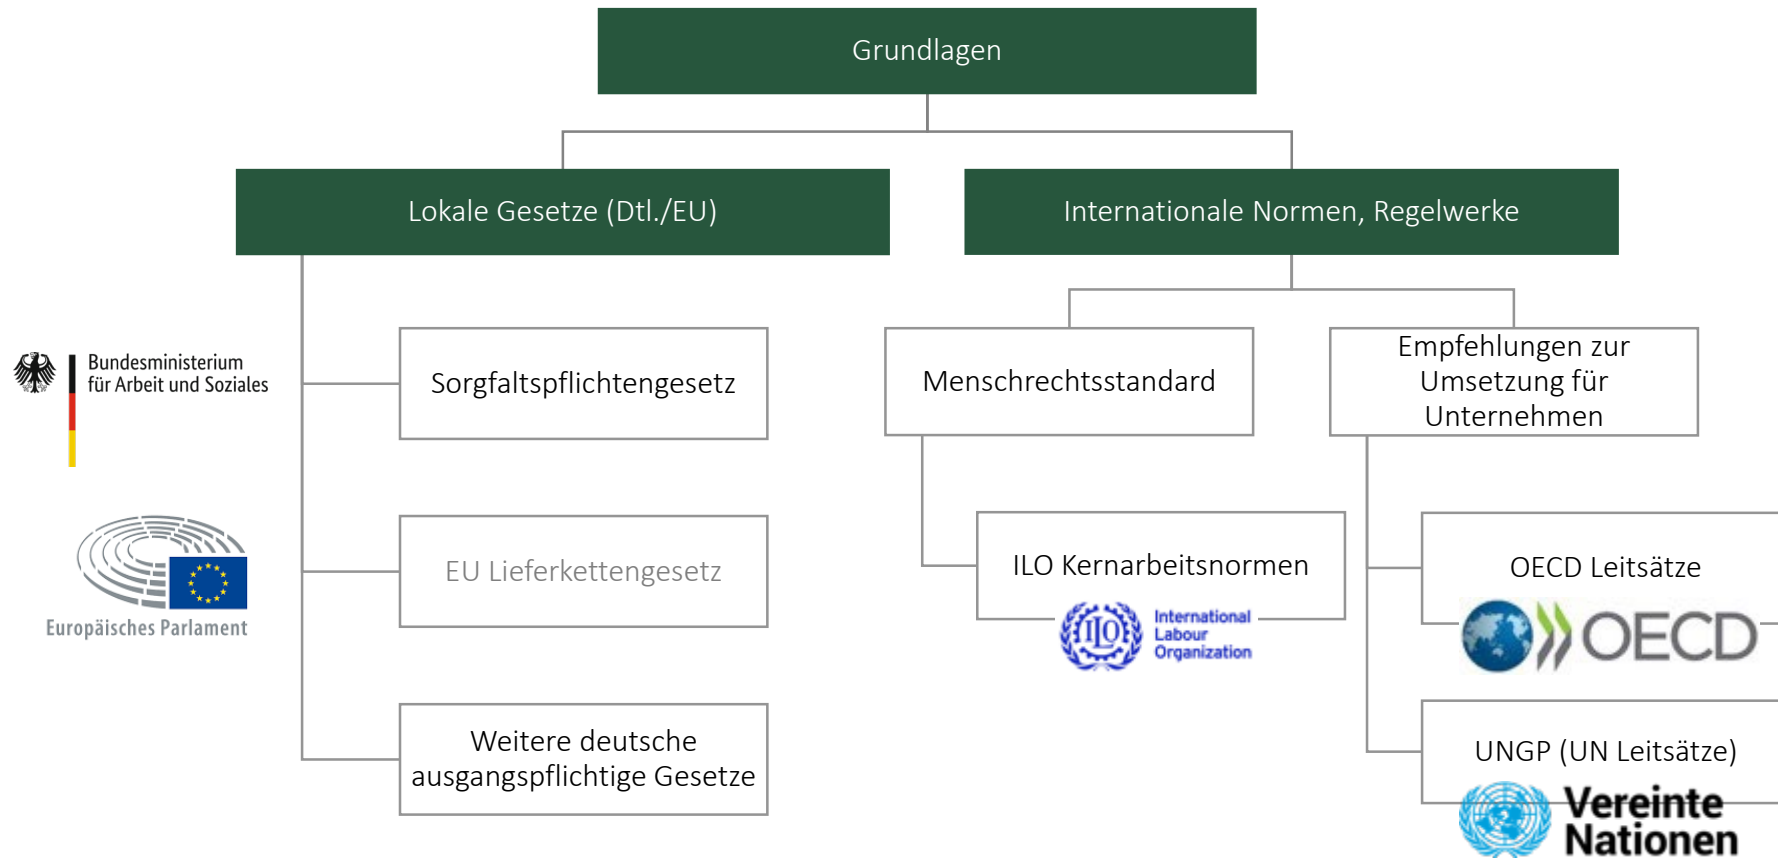 Grundlagen
Lokale Gesetze (Dtl./EU)
Internationale Normen, Regelwerke
Bundesministerium
für Arbeit und Soziales
Sorgfaltspflichtengesetz
Menschrechtsstandard
Empfehlungen zur
Umsetzung für
Unternehmen
Europäisches Parlament
EU Lieferkettengesetz
ILO Kernarbeitsnormen
ILO
International
Labour
Organization
OECD Leitsätze
OECD
Weitere deutsche
ausgangspflichtige Gesetze
UNGP (UN Leitsätze)
Vereinte
Nationen